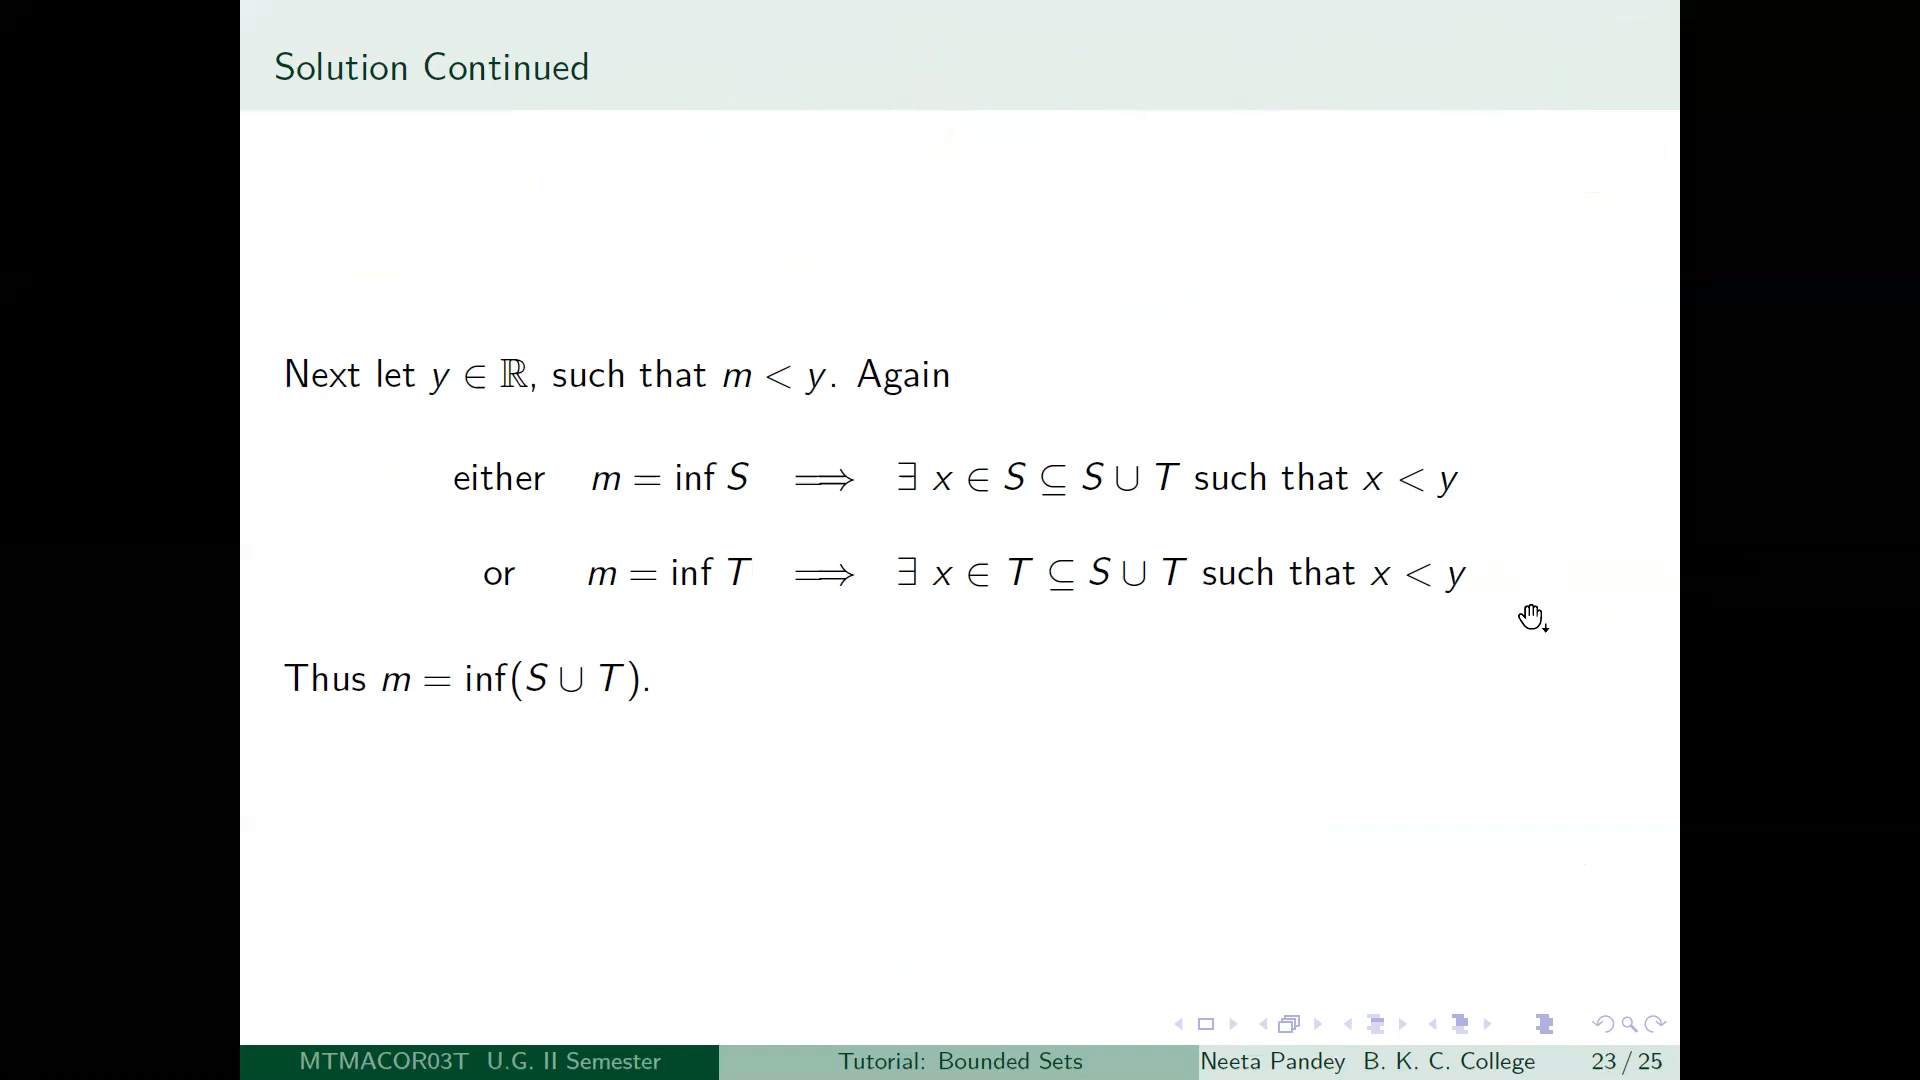 Solution Continued
Next let y ∈ ℝ, such that m < y. Again
either m = inf S ⟹ ∃ x ∈ S ⊆ S ∪ T such that x < y
or m = inf T ⟹ ∃ x ∈ T ⊆ S ∪ T such that x < y
Thus m = inf(S ∪ T).
MTMACOR03T U.G. II Semester Tutorial: Bounded Sets Neeta Pandey B. K. C. College 23 / 25